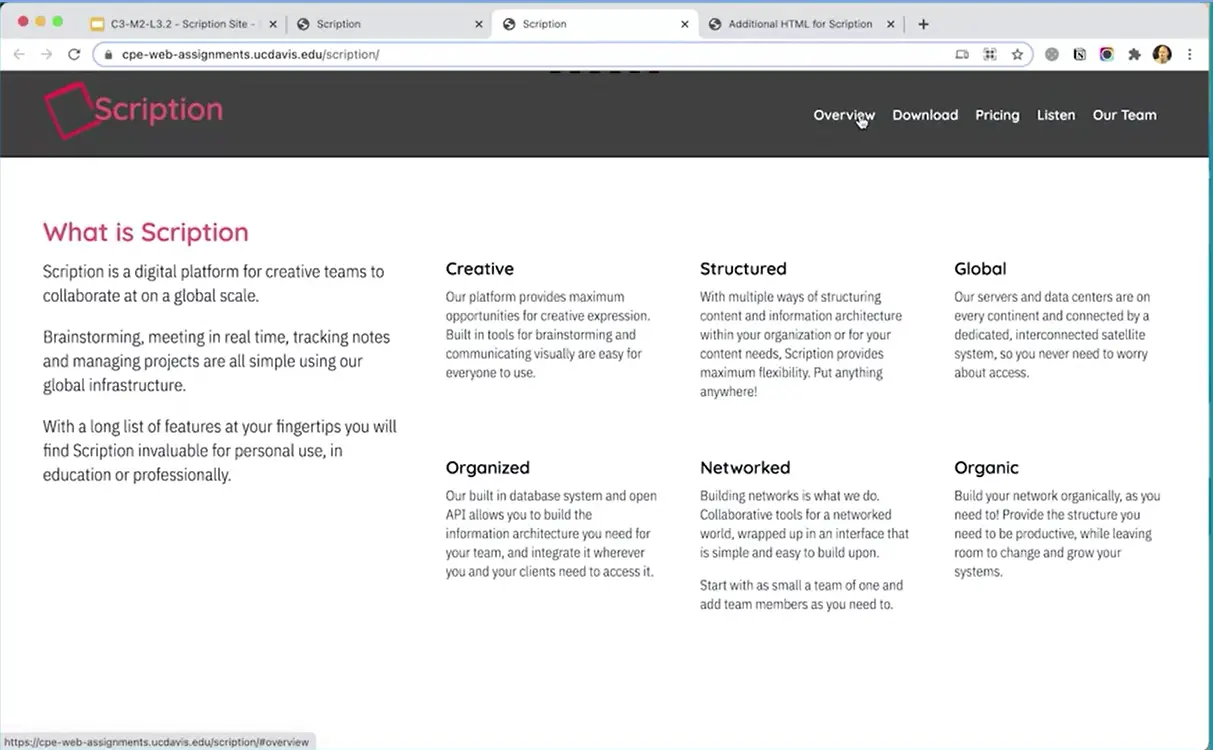 C3-M2-L3.2 - Scription Site -
Scription
Scription
Additional HTML for Scription
cpe-web-assignments.ucdavis.edu/scription/
Scription
Overview
Download
Pricing
Listen
Our Team
What is Scription
Scription is a digital platform for creative teams to
collaborate at on a global scale.
Brainstorming, meeting in real time, tracking notes
and managing projects are all simple using our
global infrastructure.
With a long list of features at your fingertips you will
find Scription invaluable for personal use, in
education or professionally.
Creative
Our platform provides maximum
opportunities for creative expression.
Built in tools for brainstorming and
communicating visually are easy for
everyone to use.
Structured
With multiple ways of structuring
content and information architecture
within your organization or for your
content needs, Scription provides
maximum flexibility. Put anything
anywhere!
Global
Our servers and data centers are on
every continent and connected by a
dedicated, interconnected satellite
system, so you never need to worry
about access.
Organized
Our built in database system and open
API allows you to build the
information architecture you need for
your team, and integrate it wherever
you and your clients need to access it.
Networked
Building networks is what we do.
Collaborative tools for a networked
world, wrapped up in an interface that
is simple and easy to build upon.
Start with as small a team of one and
add team members as you need to.
Organic
Build your network organically, as you
need to! Provide the structure you
need to be productive, while leaving
room to change and grow your
systems.
https://cpe-web-assignments.ucdavis.edu/scription/#overview